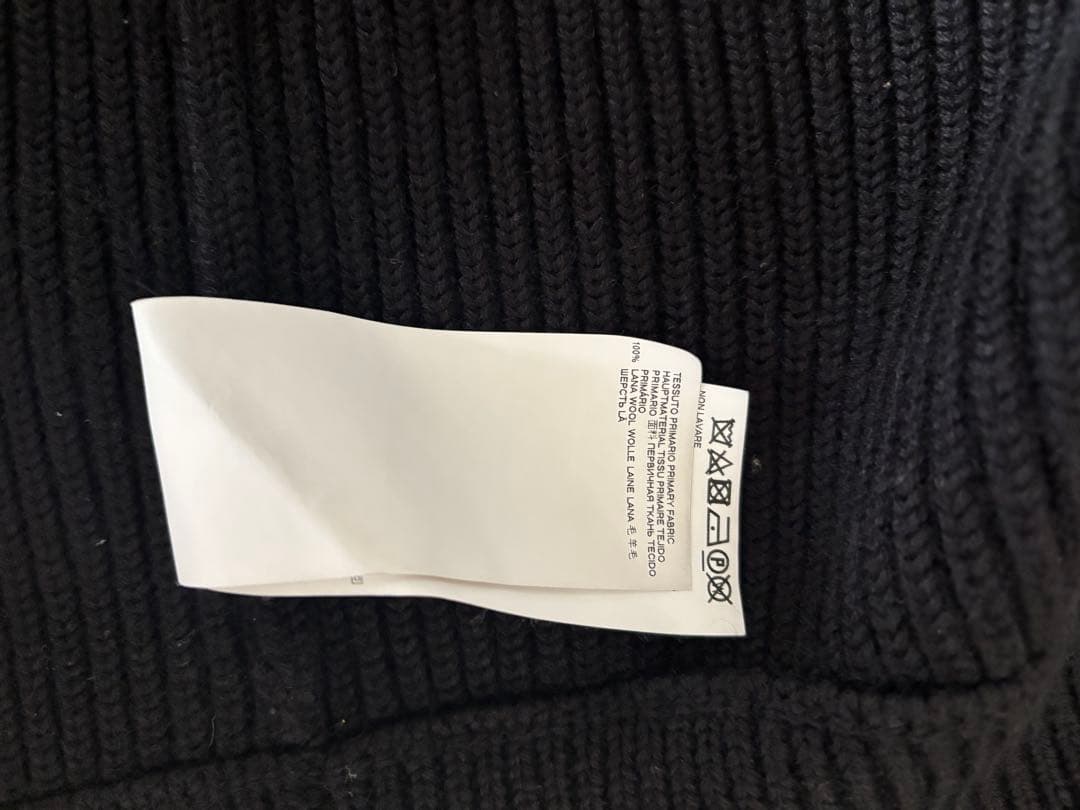 TESSUTO PRIMARIO PRIMARY FABRIC
HAUPTMATERIAL TISSU PRIMAIRE TEJIDO
PRIMARIO 面料 ПЕРВИЧНАЯ ТКАНЬ TECIDO
PRIMÁRIO
100% LANA WOOL WOLLE LAINE LANA 毛 羊毛
ШЕРСТЬ LÃ
NON LAVARE